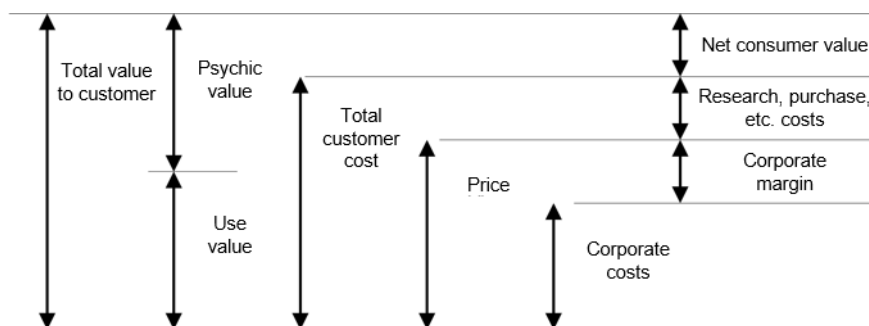 Total value
to customer
Psychic
value
Net consumer value
Total
customer
cost
Research, purchase,
etc. costs
Corporate
margin
Price
Use
value
Corporate
costs